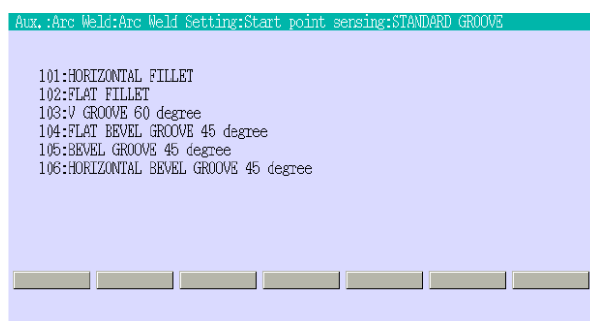 Aux.:Arc Weld:Arc Weld Setting:Start point sensing:STANDARD GROOVE
101:HORIZONTAL FILLET
102:FLAT FILLET
103:V GROOVE 60 degree
104:FLAT BEVEL GROOVE 45 degree
105:BEVEL GROOVE 45 degree
106:HORIZONTAL BEVEL GROOVE 45 degree